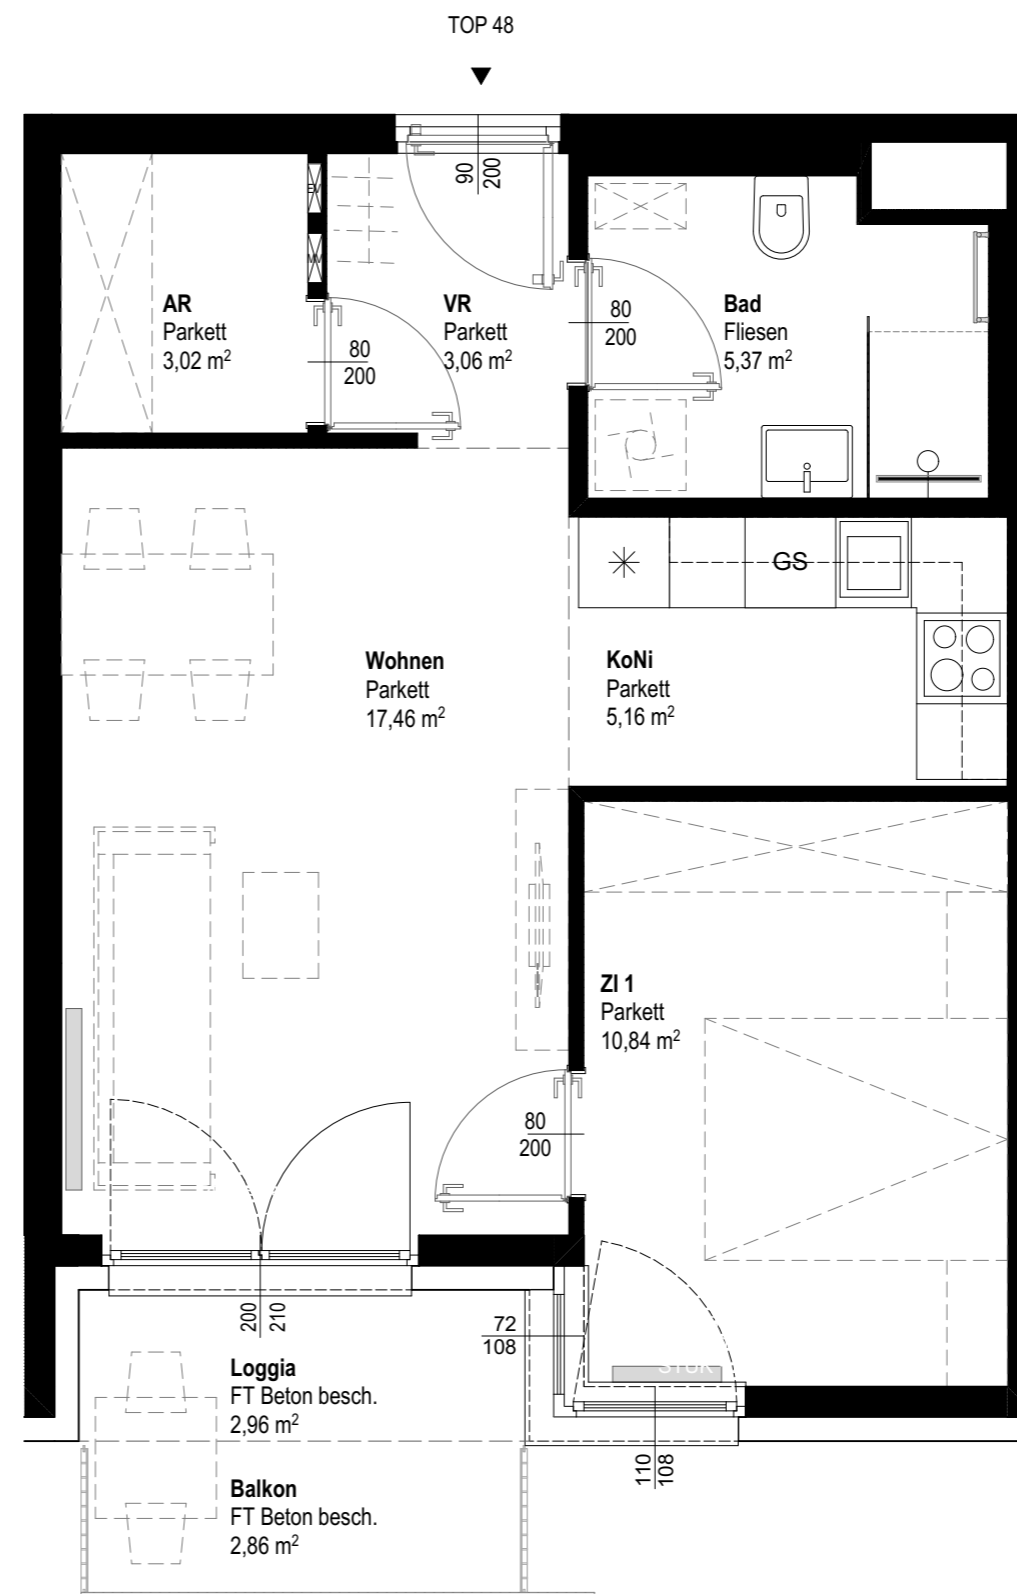 TOP 48
90
200
EV
AR
Parkett
3,02 m²
80
200
VR
Parkett
3,06 m²
80
200
Bad
Fliesen
5,37 m²
GS
Wohnen
Parkett
17,46 m²
KoNi
Parkett
5,16 m²
ZI 1
Parkett
10,84 m²
80
200
200
210
72
108
STUK
110
108
Loggia
FT Beton besch.
2,96 m²
Balkon
FT Beton besch.
2,86 m²